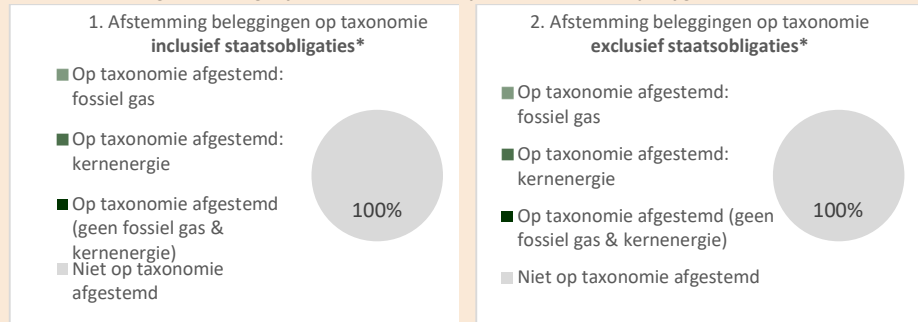 1. Afstemming beleggingen op taxonomie
inclusief staatsobligaties*
Op taxonomie afgestemd:
fossiel gas
Op taxonomie afgestemd:
kernenergie
Op taxonomie afgestemd
(geen fossiel gas &
kernenergie)
Niet op taxonomie
afgestemd
100%
2. Afstemming beleggingen op taxonomie
exclusief staatsobligaties*
Op taxonomie afgestemd:
fossiel gas
Op taxonomie afgestemd:
kernenergie
Op taxonomie afgestemd (geen
fossiel gas & kernenergie)
Niet op taxonomie afgestemd
100%